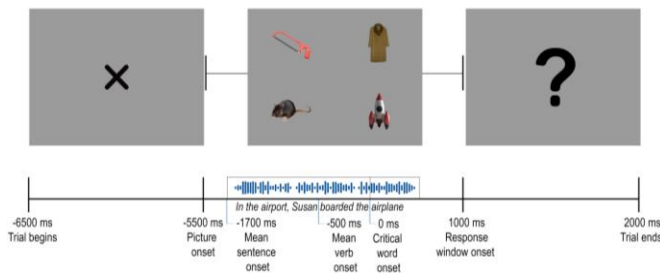 ?
In the airport, Susan boarded the airplane
-6500 ms
Trial begins
-5500 ms
Picture
onset
-1700 ms
Mean
sentence
onset
-500 ms
Mean
verb
onset
0 ms
Critical
word
onset
1000 ms
Response
window onset
2000 ms
Trial ends